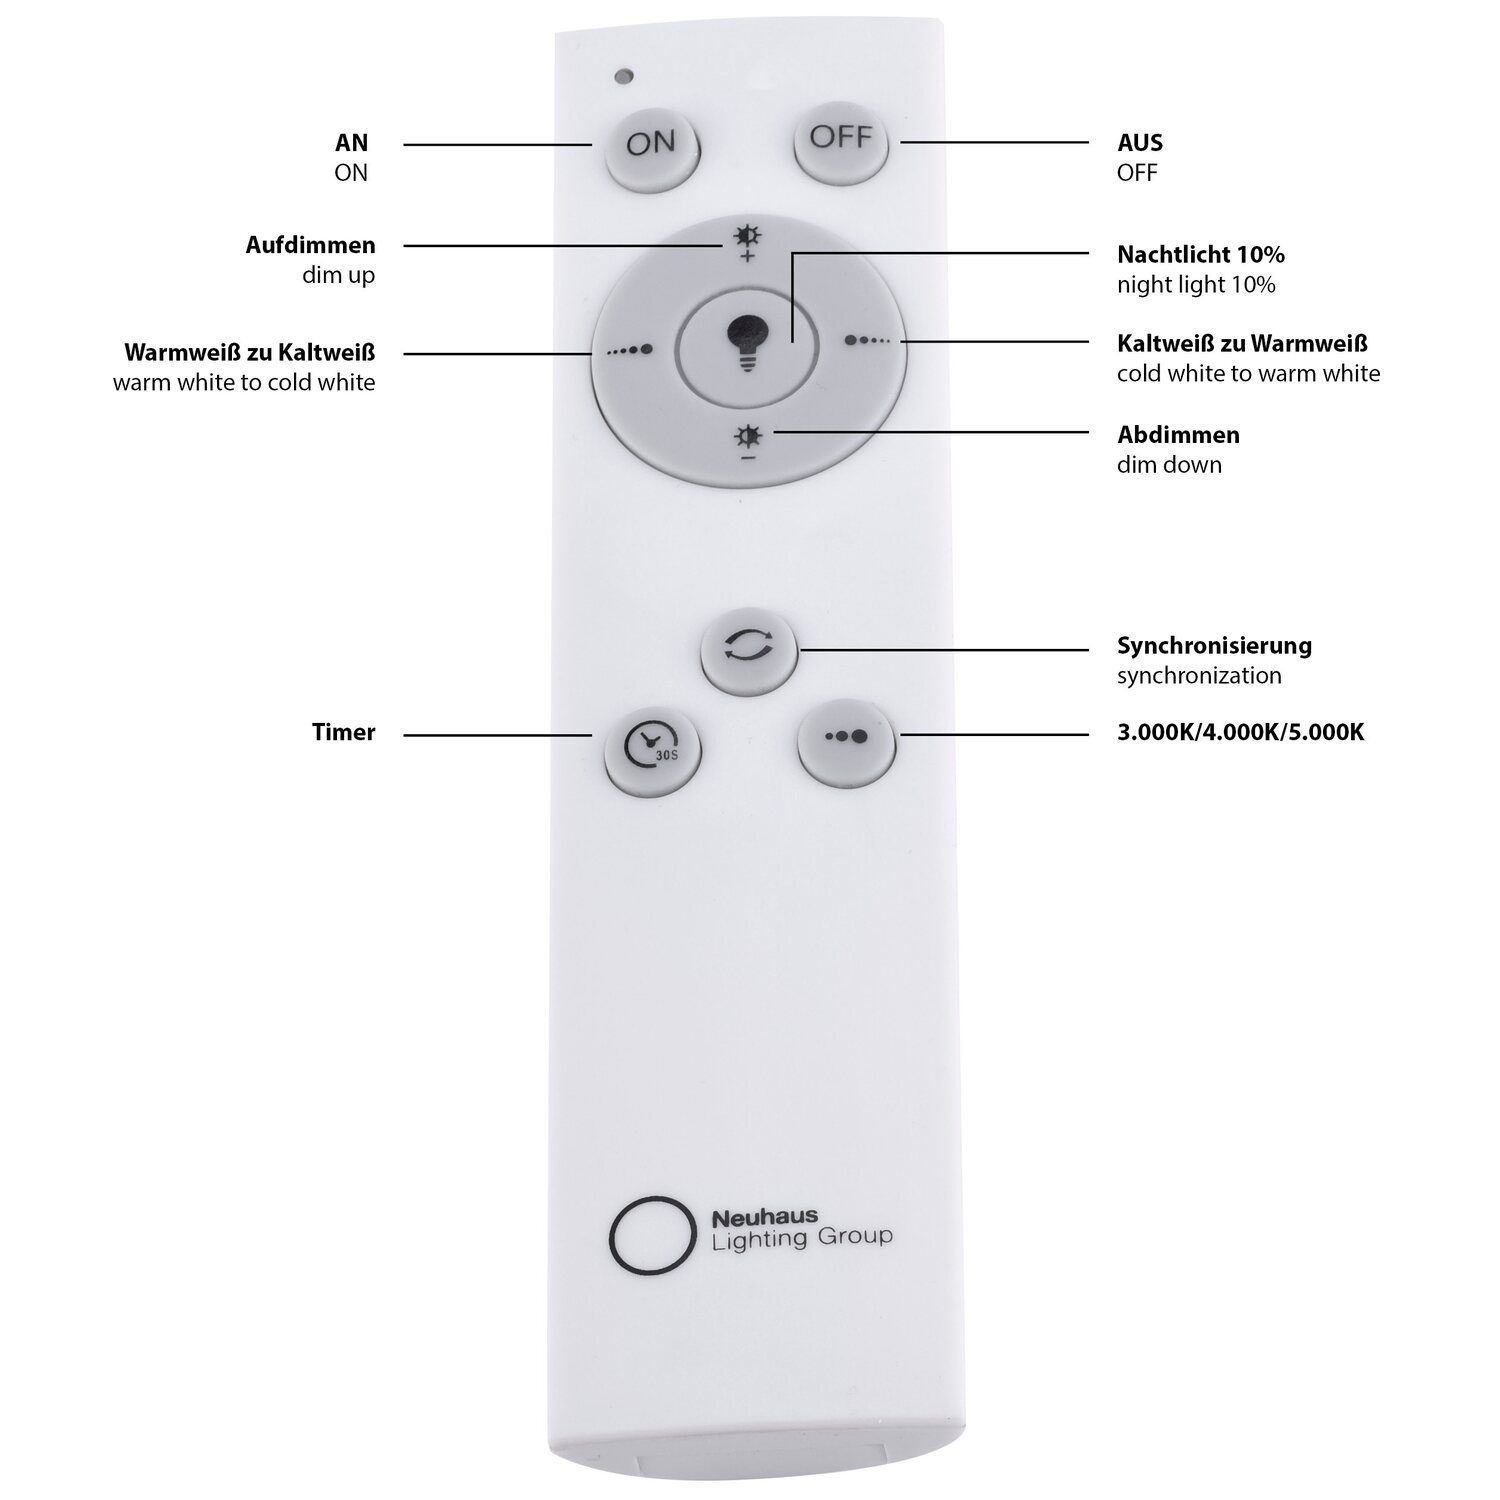 AN
ON
ON
OFF
AUS
OFF
Aufdimmen
dim up
+
Nachtlicht 10%
night light 10%
Warmweiß zu Kaltweiß
warm white to cold white
Kaltweiß zu Warmweiß
cold white to warm white
Abdimmen
dim down
–
Synchronisierung
synchronization
Timer
30S
3.000K/4.000K/5.000K
Neuhaus
Lighting Group